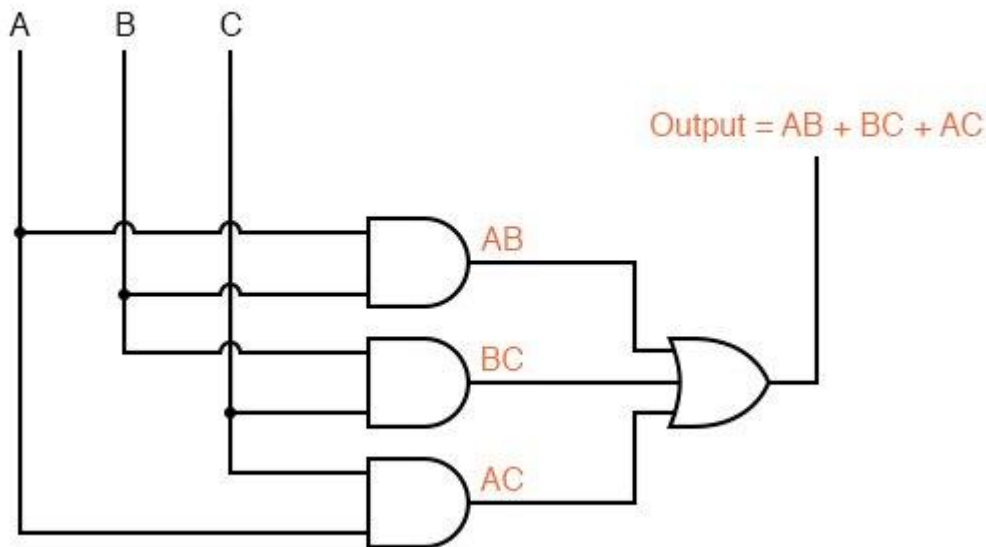 A B C
Output = AB + BC + AC
AB
BC
AC